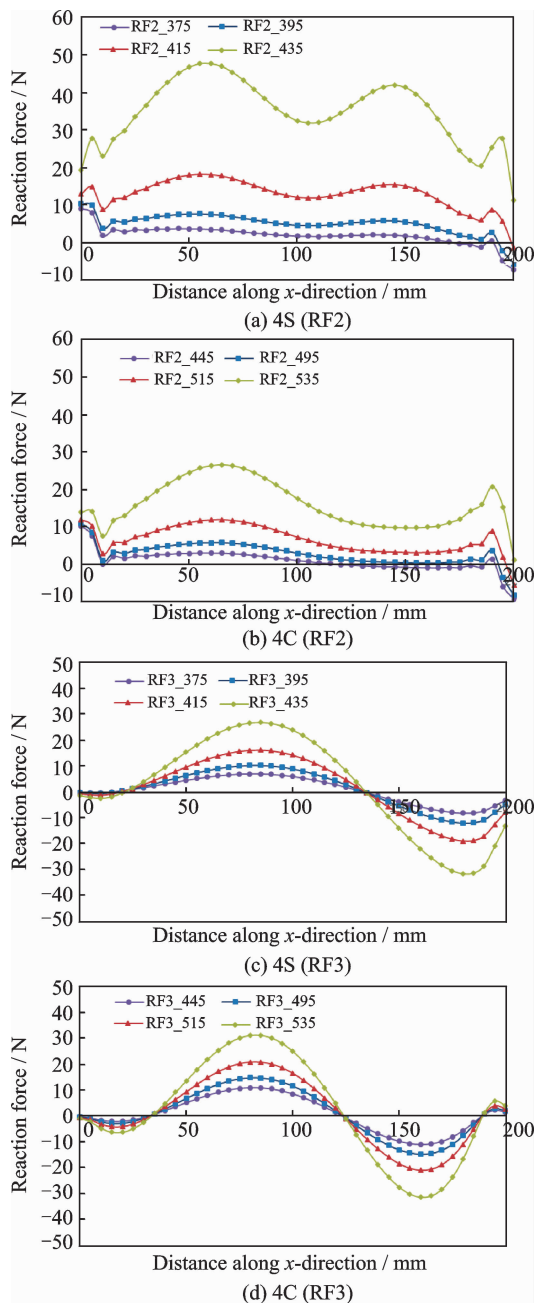 60
50
40
30
20
10
0
−10
Reaction force / N
RF2_375 RF2_395
RF2_415 RF2_435
0 50 100 150 200
Distance along x-direction / mm
(a) 4S (RF2)
60
50
40
30
20
10
0
−10
Reaction force / N
RF2_445 RF2_495
RF2_515 RF2_535
0 50 100 150 200
Distance along x-direction / mm
(b) 4C (RF2)
50
40
30
20
10
0
−10
−20
−30
−40
−50
Reaction force / N
RF3_375 RF3_395
RF3_415 RF3_435
50 100 150 200
Distance along x-direction / mm
(c) 4S (RF3)
50
40
30
20
10
0
−10
−20
−30
−40
−50
Reaction force / N
RF3_445 RF3_495
RF3_515 RF3_535
50 100 150 200
Distance along x-direction / mm
(d) 4C (RF3)